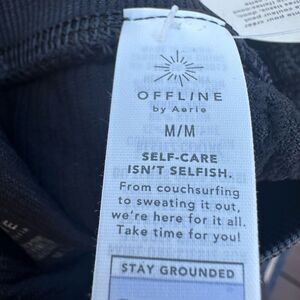 OFFLINE
by Aerie
M/M
SELF-CARE
ISN'T SELFISH.
From couchsurfing
to sweating it out,
we're here for it all.
Take time for you!
STAY GROUNDED